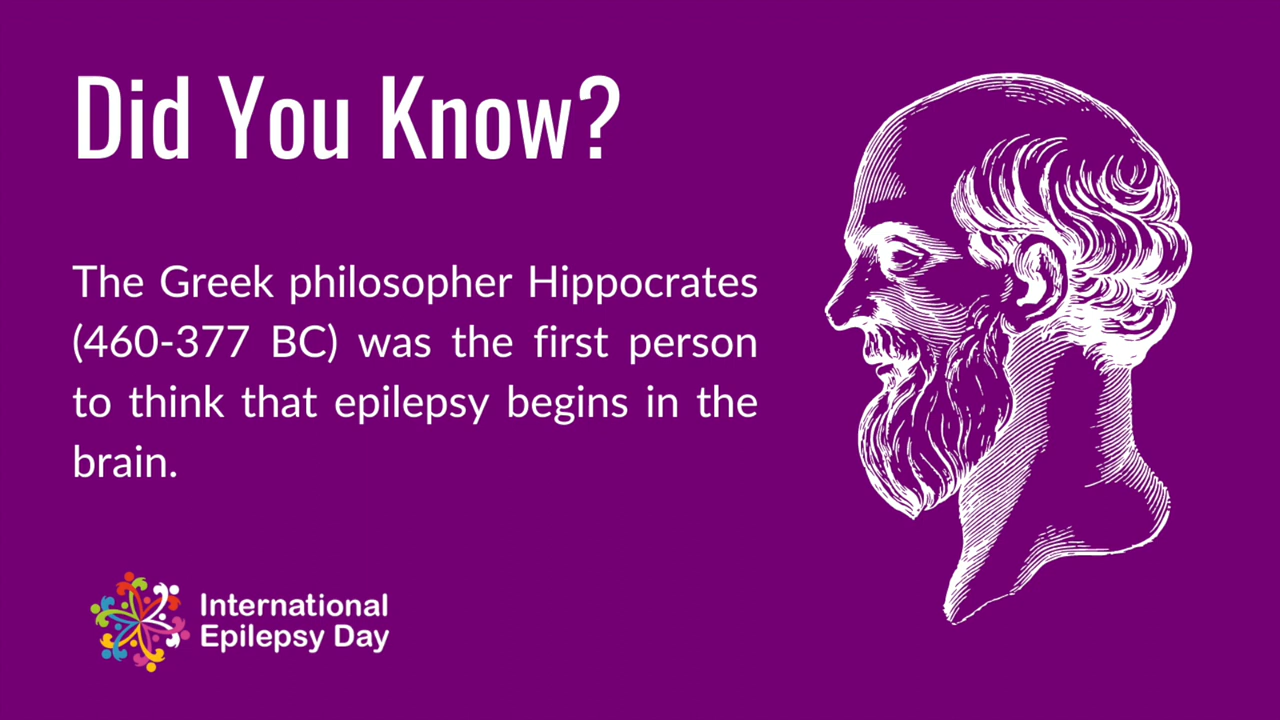 Did You Know?
The Greek philosopher Hippocrates
(460-377 BC) was the first person
to think that epilepsy begins in the
brain.
International
Epilepsy Day